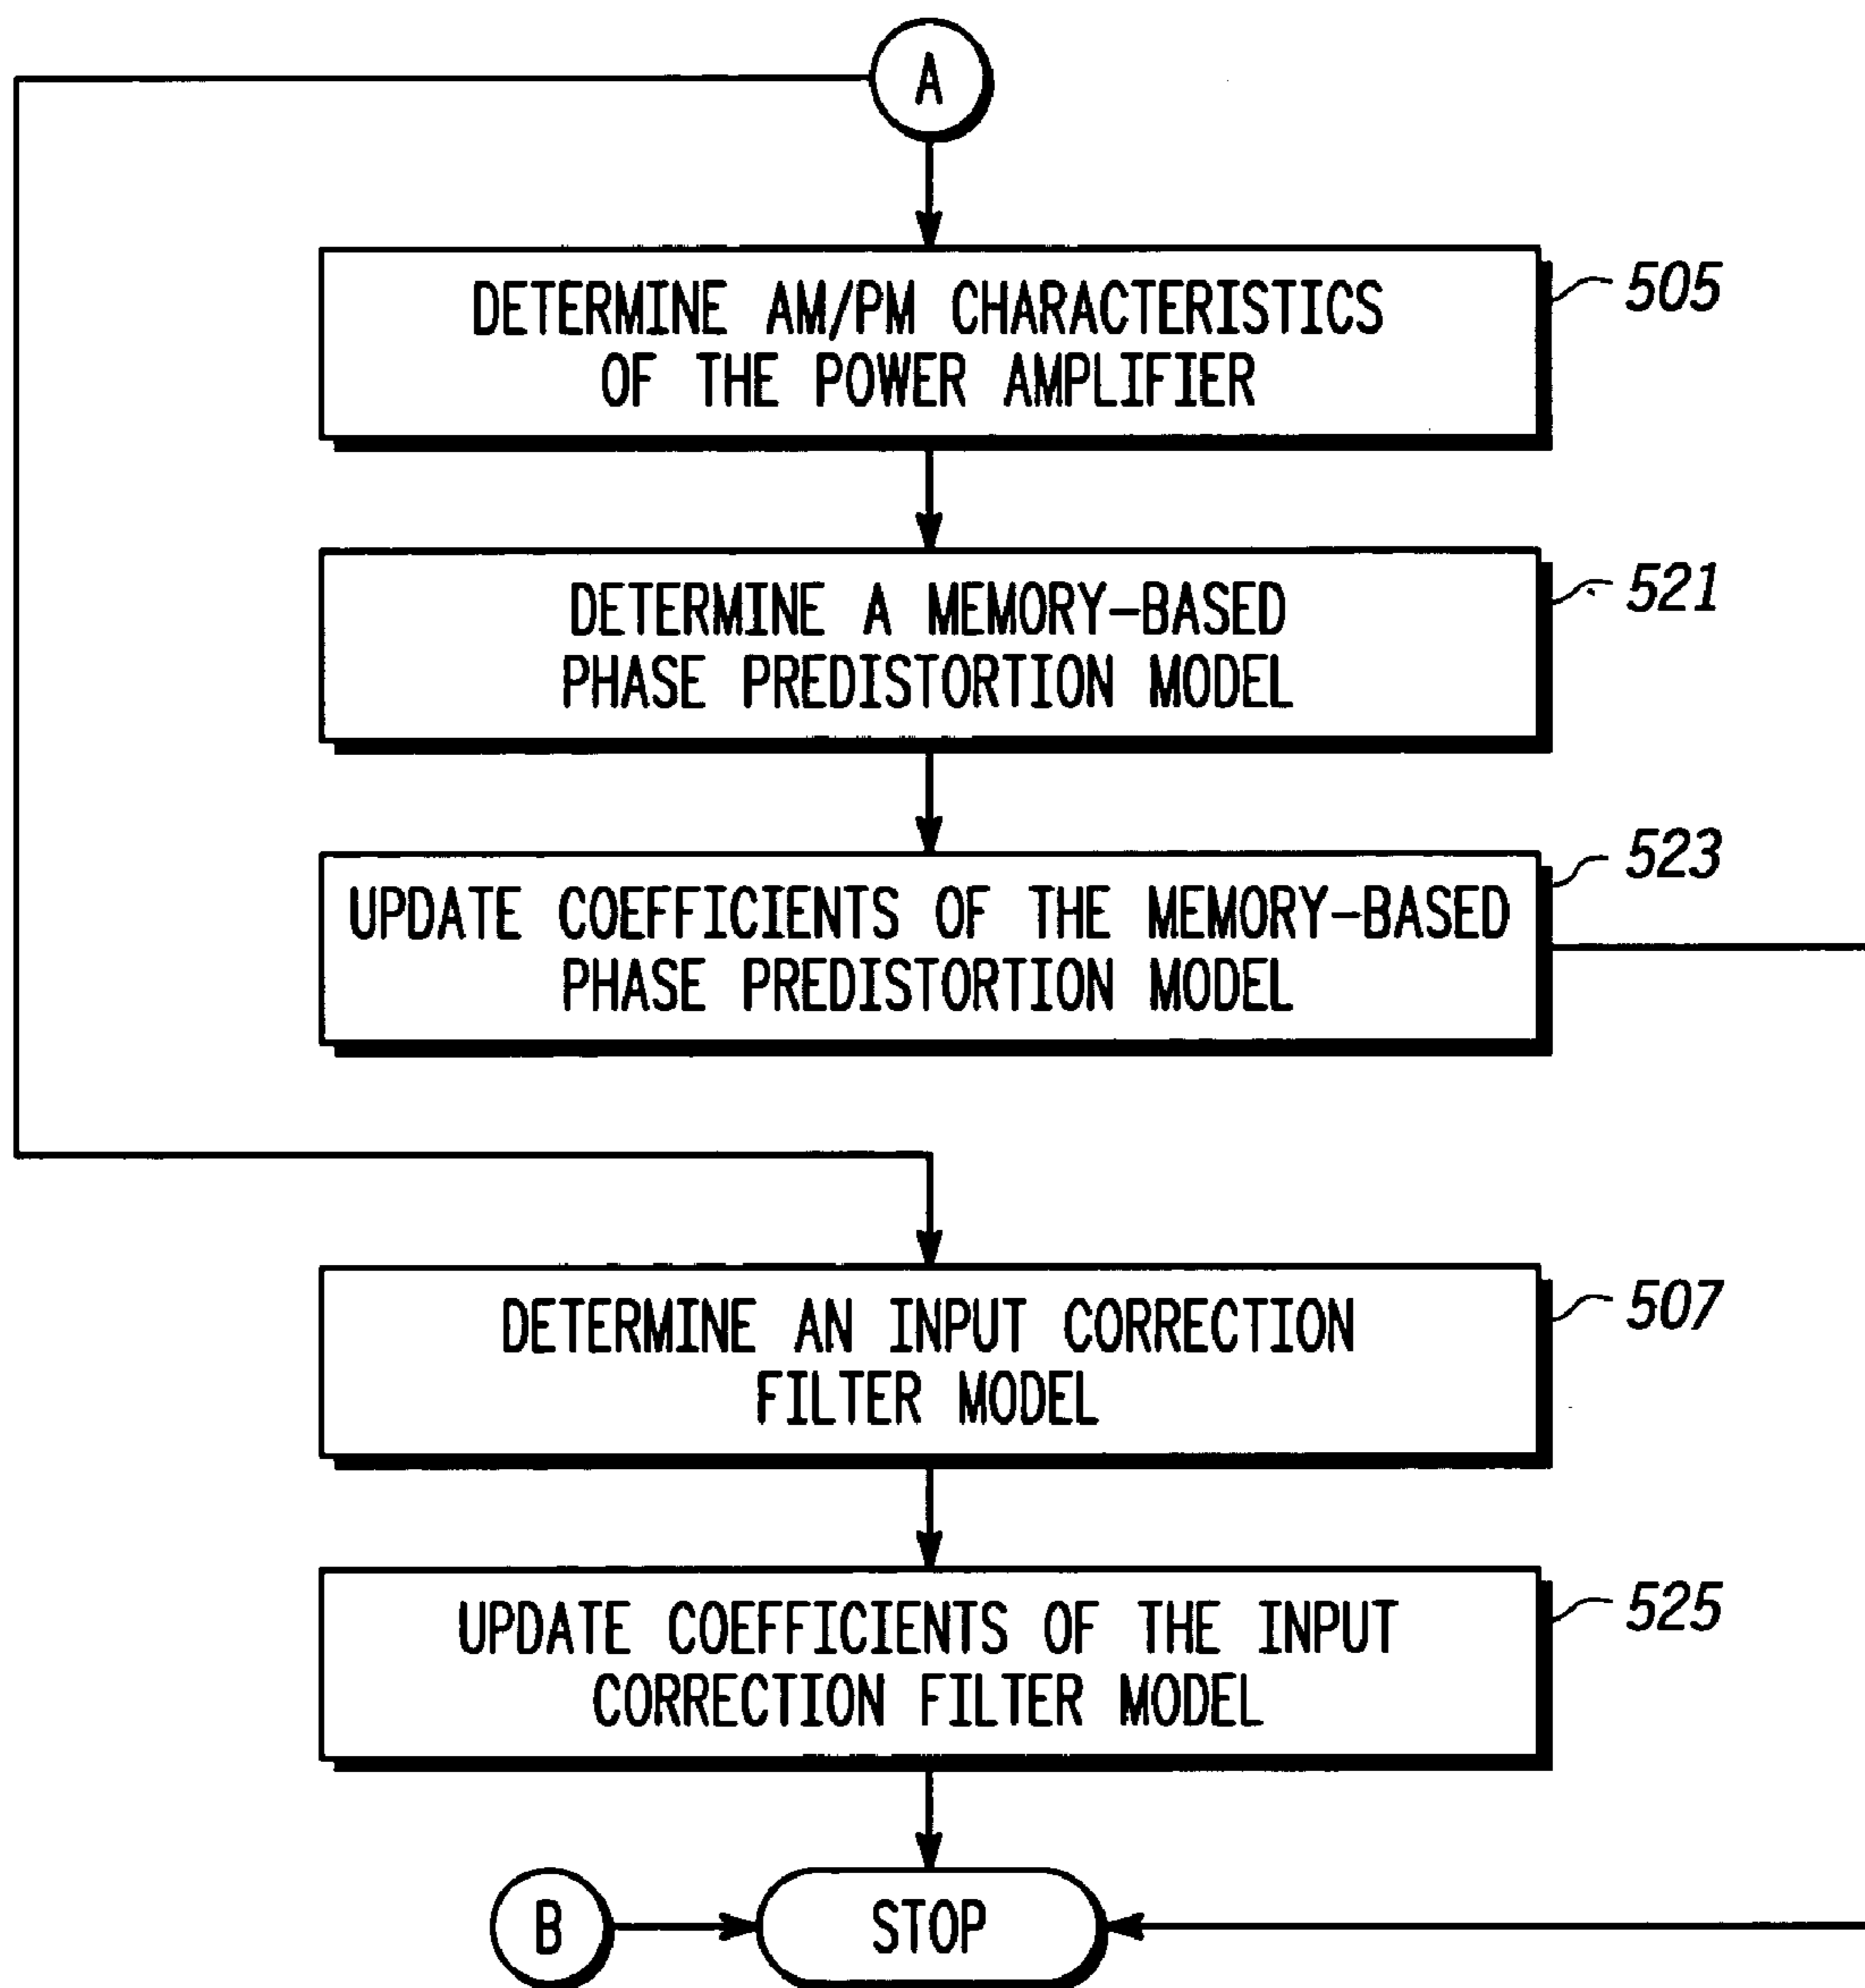 A
DETERMINE AM/PM CHARACTERISTICS
OF THE POWER AMPLIFIER
505
DETERMINE A MEMORY-BASED
PHASE PREDISTORTION MODEL
521
UPDATE COEFFICIENTS OF THE MEMORY-BASED
PHASE PREDISTORTION MODEL
523
DETERMINE AN INPUT CORRECTION
FILTER MODEL
507
UPDATE COEFFICIENTS OF THE INPUT
CORRECTION FILTER MODEL
525
B
STOP